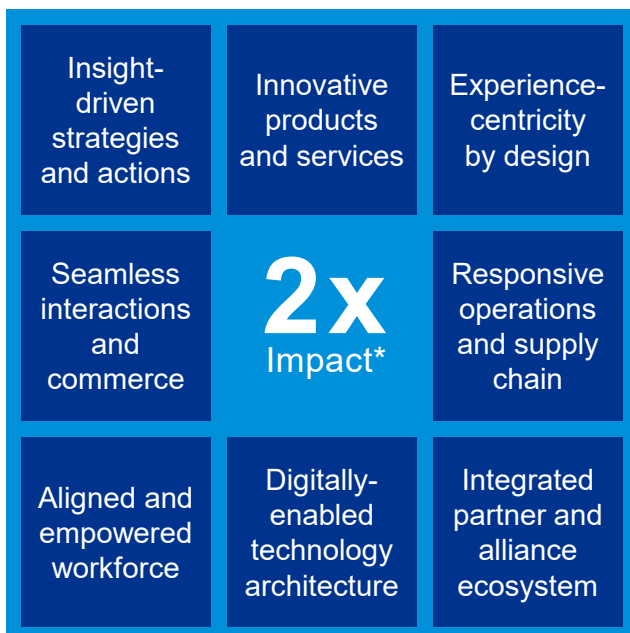 Insight-
driven
strategies
and actions
Innovative
products
and services
Experience-
centricity
by design
Seamless
interactions
and
commerce
2x
Impact*
Responsive
operations
and supply
chain
Aligned and
empowered
workforce
Digitally-
enabled
technology
architecture
Integrated
partner and
alliance
ecosystem